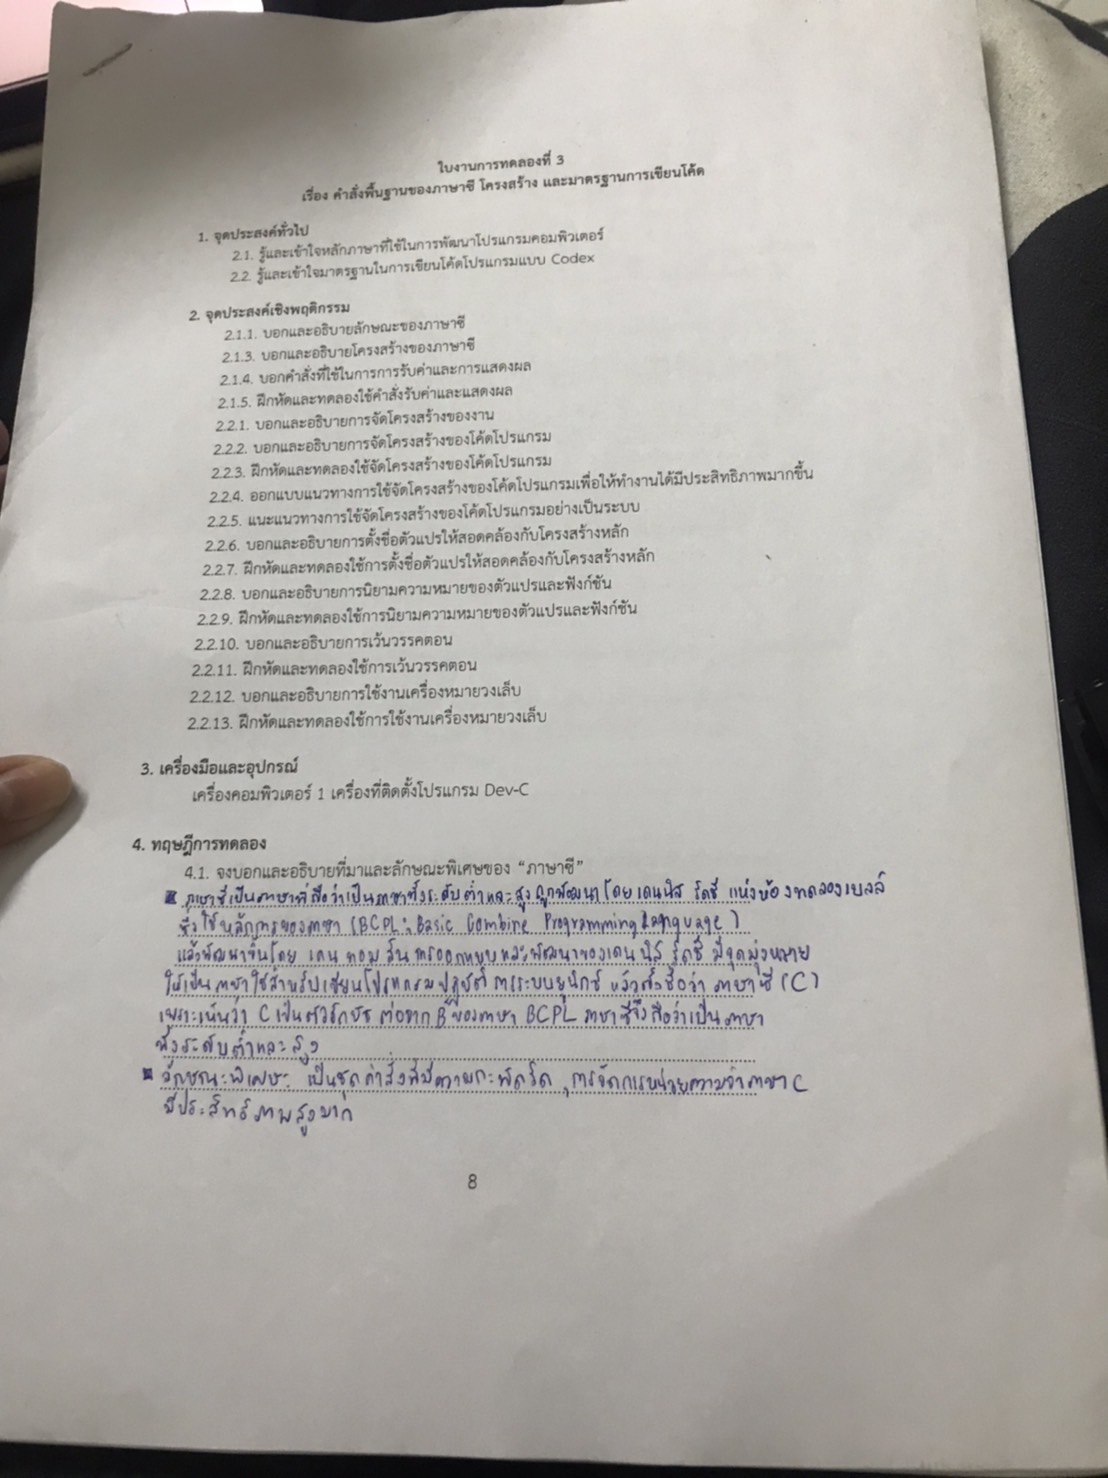 ใบงานการทดลองที่ 3
เรื่อง คำสั่งพื้นฐานของภาษาซี โครงสร้าง และมาตรฐานการเขียนโค้ด
1. จุดประสงค์ทั่วไป
2.1. รู้และเข้าใจหลักภาษาที่ใช้ในการพัฒนาโปรแกรมคอมพิวเตอร์
2.2. รู้และเข้าใจมาตรฐานในการเขียนโค้ดโปรแกรมแบบ Codex
2. จุดประสงค์เชิงพฤติกรรม
2.1.1. บอกและอธิบายลักษณะของภาษาซี
2.1.3. บอกและอธิบายโครงสร้างของภาษาซี
2.1.4. บอกคำสั่งที่ใช้ในการการรับค่าและการแสดงผล
2.1.5. ฝึกหัดและทดลองใช้คำสั่งรับค่าและแสดงผล
2.2.1. บอกและอธิบายการจัดโครงสร้างของงาน
2.2.2. บอกและอธิบายการจัดโครงสร้างของโค้ดโปรแกรม
2.2.3. ฝึกหัดและทดลองใช้จัดโครงสร้างของโค้ดโปรแกรม
2.2.4. ออกแบบแนวทางการใช้จัดโครงสร้างของโค้ดโปรแกรมเพื่อให้ทำงานได้มีประสิทธิภาพมากขึ้น
2.2.5. แนะแนวทางการใช้จัดโครงสร้างของโค้ดโปรแกรมอย่างเป็นระบบ
2.2.6. บอกและอธิบายการตั้งชื่อตัวแปรให้สอดคล้องกับโครงสร้างหลัก
2.2.7. ฝึกหัดและทดลองใช้การตั้งชื่อตัวแปรให้สอดคล้องกับโครงสร้างหลัก
2.2.8. บอกและอธิบายการนิยามความหมายของตัวแปรและฟังก์ชัน
2.2.9. ฝึกหัดและทดลองใช้การนิยามความหมายของตัวแปรและฟังก์ชัน
2.2.10. บอกและอธิบายการเว้นวรรคตอน
2.2.11. ฝึกหัดและทดลองใช้การเว้นวรรคตอน
2.2.12. บอกและอธิบายการใช้งานเครื่องหมายวงเล็บ
2.2.13. ฝึกหัดและทดลองใช้การใช้งานเครื่องหมายวงเล็บ
3. เครื่องมือและอุปกรณ์
เครื่องคอมพิวเตอร์ 1 เครื่องที่ติดตั้งโปรแกรม Dev-C
4. ทฤษฎีการทดลอง
4.1. จงบอกและอธิบายที่มาและลักษณะพิเศษของ “ภาษาซี”
ภาษาซีเป็นภาษาที่ถือว่าเป็นภาษาทั้งระดับต่ำและสูงถูกพัฒนาโดย เดนนิส ริตชี่ แห่งห้องทดลองเบลล์
ซึ่งใช้หลักการของภาษา (BCPL : Basic Combine Programming Language)
แล้วพัฒนาขึ้นโดย เคน ทอมสัน การออกแบบและพัฒนาของเดนนิส ริตชี่ มีจุดมุ่งหมาย
ให้เป็นภาษาใช้สำหรับเขียนโปรแกรมปฏิบัติการระบบยูนิกซ์ แล้วตั้งชื่อว่า ภาษาซี (C)
เพราะเห็นว่า C เป็นตัวอักษร ต่อจาก B ของภาษา BCPL ภาษาซีจึงถือว่าเป็นภาษา
ทั้งระดับต่ำและสูง
ลักษณะพิเศษ: เป็นชุดคำสั่งที่มีความกะทัดรัด, การจัดการหน่วยความจำภาษา C
มีประสิทธิภาพสูงมาก
8